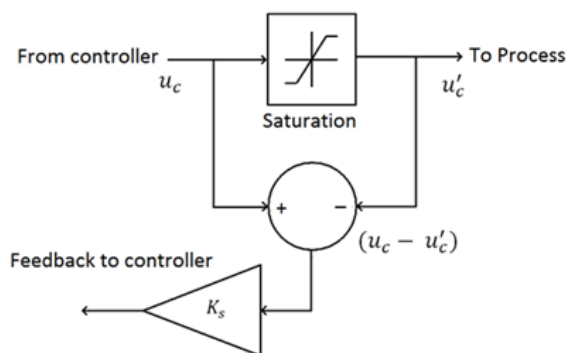 From controller
To Process
u_c
u'_c
Saturation
+
−
(u_c − u'_c)
Feedback to controller
K_s